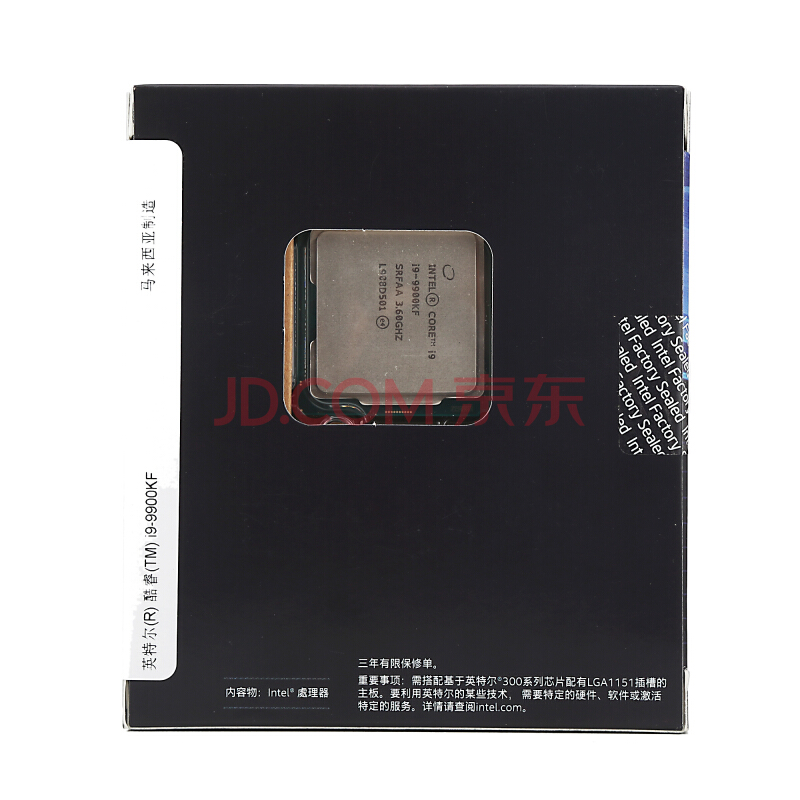 马来西亚制造
英特尔(R) 酷睿(TM) i9-9900KF
INTEL® CORE™ i9
i9-9900KF
SRFAA 3.60GHZ
L908D501 e4
JD.COM 京东
tel Factory Sealed
led Intel Factory
ealed Intel Factory
Factory Sealed
三年有限保修单。
重要事项：需搭配基于英特尔®300系列芯片配有LGA1151插槽的
主板。要利用英特尔的某些技术，需要特定的硬件、软件或激活
特定的服务。详情请查阅intel.com。
内容物： Intel® 處理器